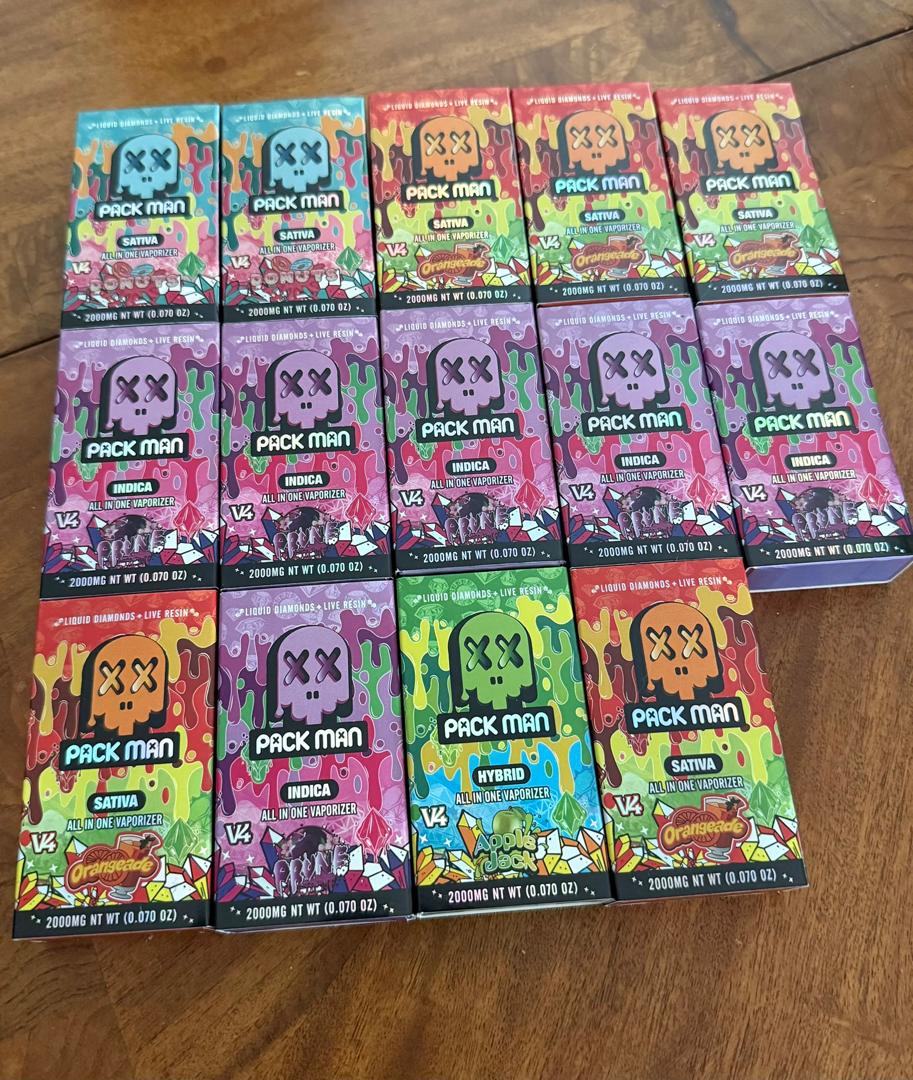 LIQUID DIAMONDS + LIVE RESIN
PACK MAN
SATIVA
ALL IN ONE VAPORIZER
V4
DONUTS
2000MG NT WT (0.070 OZ)
LIQUID DIAMONDS + LIVE RESIN
PACK MAN
SATIVA
ALL IN ONE VAPORIZER
V4
DONUTS
2000MG NT WT (0.070 OZ)
LIQUID DIAMONDS + LIVE RESIN
PACK MAN
SATIVA
ALL IN ONE VAPORIZER
V4
Orangeade
2000MG NT WT (0.070 OZ)
LIQUID DIAMONDS + LIVE RESIN
PACK MAN
SATIVA
ALL IN ONE VAPORIZER
V4
Orangeade
2000MG NT WT (0.070 OZ)
LIQUID DIAMONDS + LIVE RESIN
PACK MAN
SATIVA
ALL IN ONE VAPORIZER
V4
Orangeade
2000MG NT WT (0.070 OZ)
LIQUID DIAMONDS + LIVE RESIN
PACK MAN
INDICA
ALL IN ONE VAPORIZER
V4
2000MG NT WT (0.070 OZ)
LIQUID DIAMONDS + LIVE RESIN
PACK MAN
INDICA
ALL IN ONE VAPORIZER
V4
2000MG NT WT (0.070 OZ)
LIQUID DIAMONDS + LIVE RESIN
PACK MAN
INDICA
ALL IN ONE VAPORIZER
V4
2000MG NT WT (0.070 OZ)
LIQUID DIAMONDS + LIVE RESIN
PACK MAN
INDICA
ALL IN ONE VAPORIZER
V4
2000MG NT WT (0.070 OZ)
LIQUID DIAMONDS + LIVE RESIN
PACK MAN
INDICA
ALL IN ONE VAPORIZER
V4
2000MG NT WT (0.070 OZ)
LIQUID DIAMONDS + LIVE RESIN
PACK MAN
SATIVA
ALL IN ONE VAPORIZER
V4
Orangeade
2000MG NT WT (0.070 OZ)
LIQUID DIAMONDS + LIVE RESIN
PACK MAN
INDICA
ALL IN ONE VAPORIZER
V4
2000MG NT WT (0.070 OZ)
LIQUID DIAMONDS + LIVE RESIN
PACK MAN
HYBRID
ALL IN ONE VAPORIZER
V4
Apple
Jack
2000MG NT WT (0.070 OZ)
LIQUID DIAMONDS + LIVE RESIN
PACK MAN
SATIVA
ALL IN ONE VAPORIZER
V4
Orangeade
2000MG NT WT (0.070 OZ)